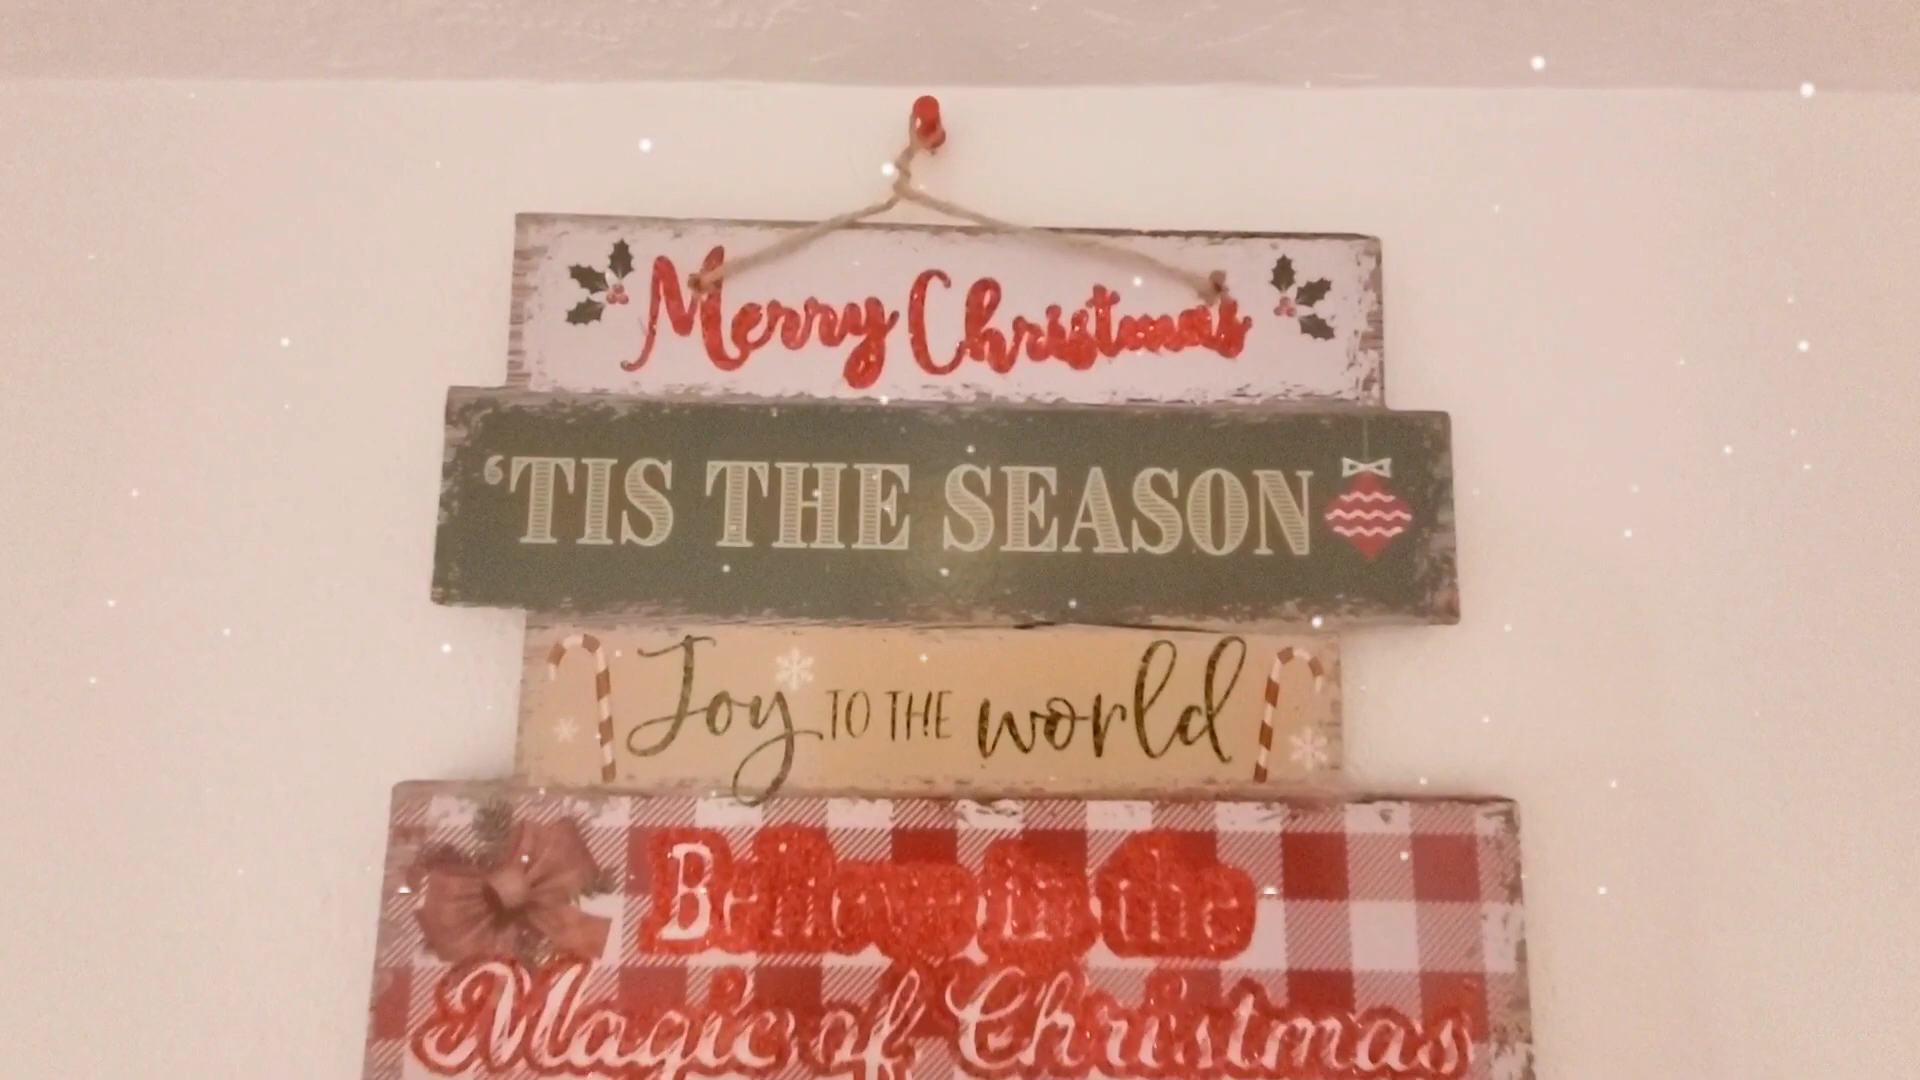 Merry Christmas
‘TIS THE SEASON
Joy TO THE world
Believe in the
Magic of Christmas